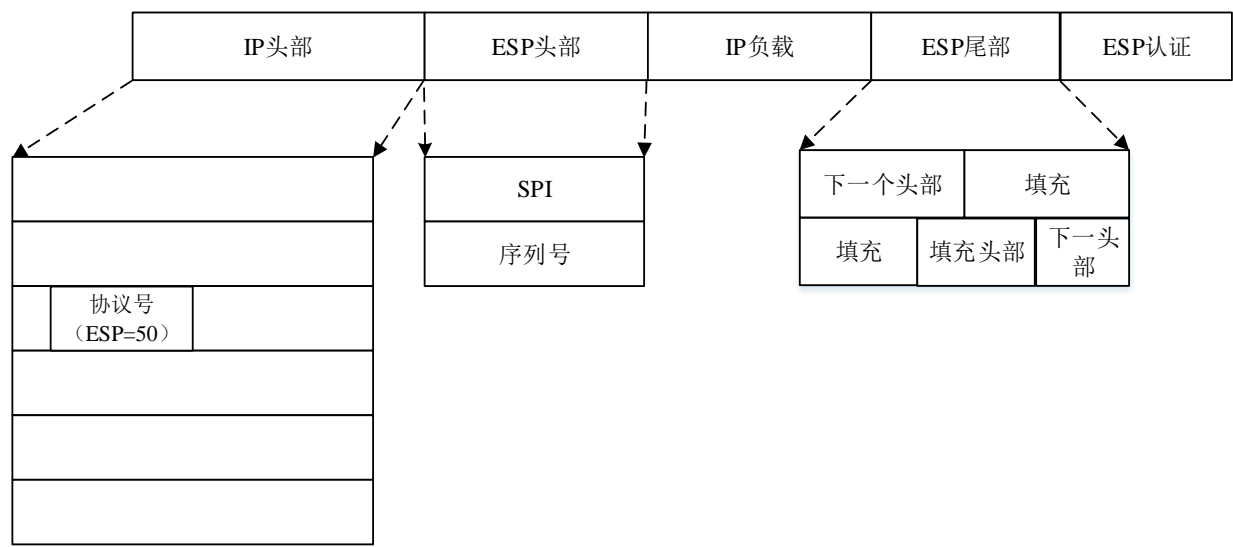 IP头部
ESP头部
IP负载
ESP尾部
ESP认证
SPI
序列号
协议号
（ESP=50）
下一个头部
填充
填充
填充头部
下一头
部